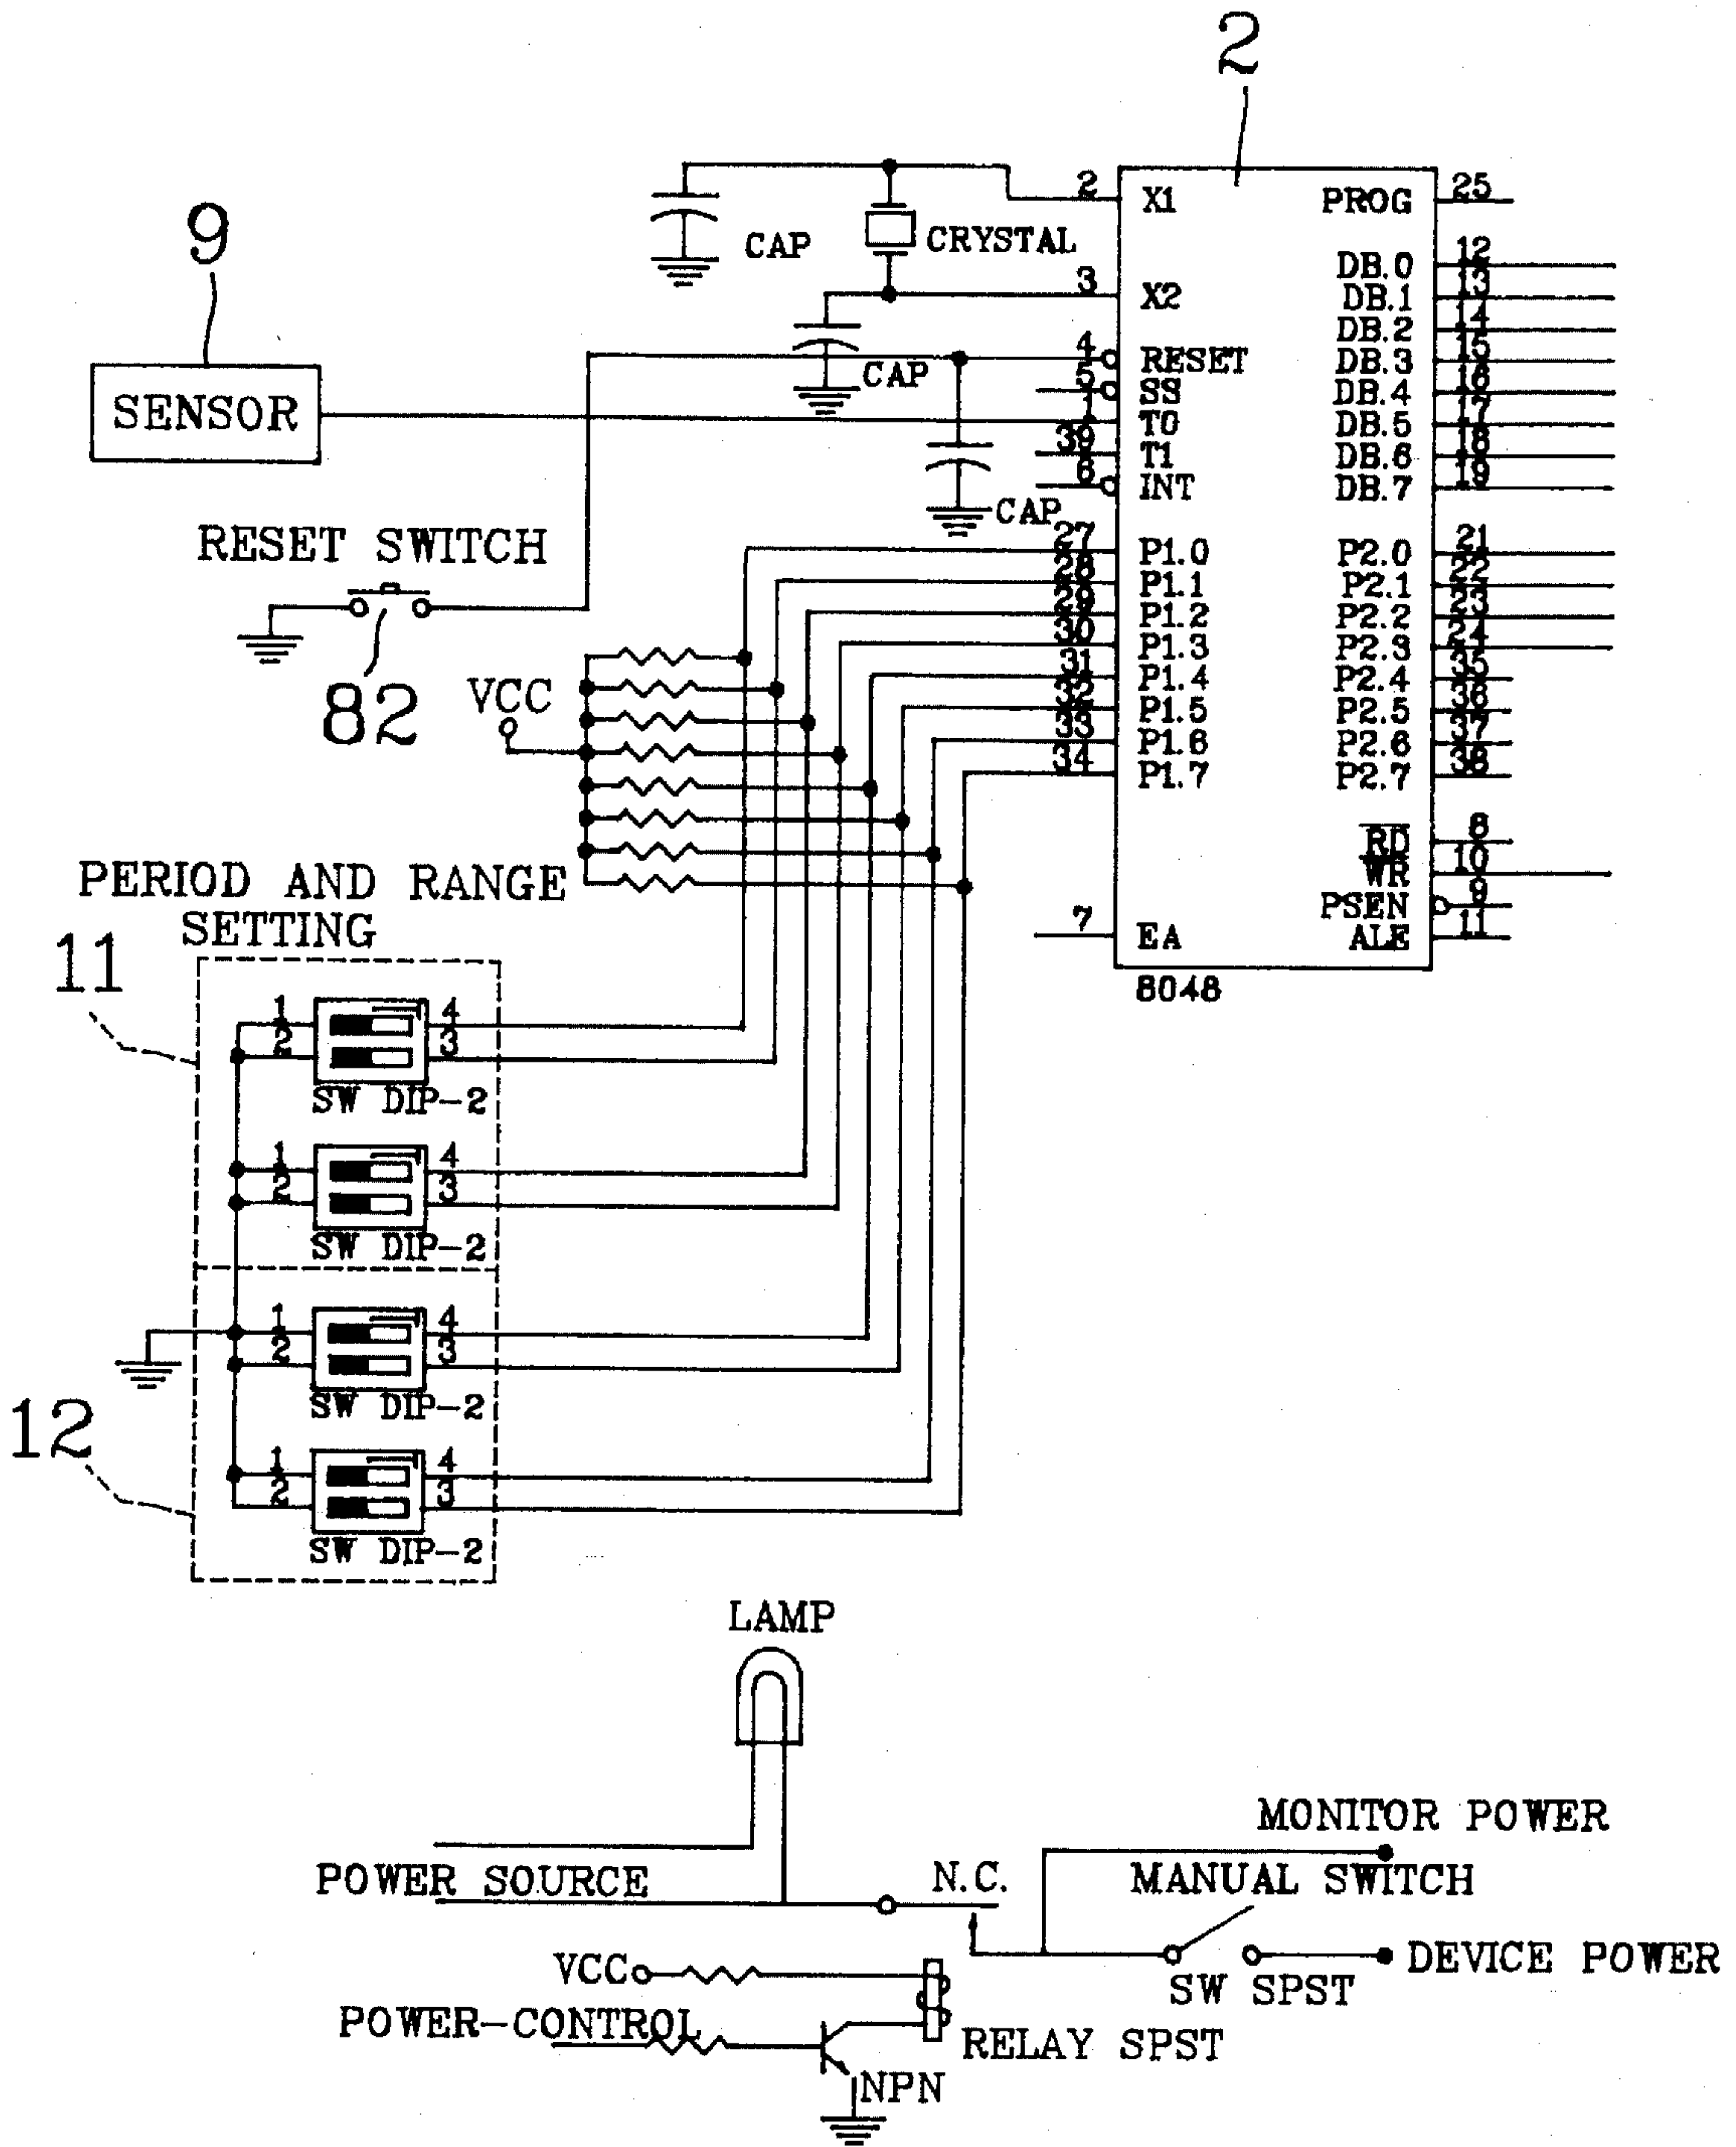 2
9
SENSOR
CAP
CRYSTAL
CAP
CAP
2 X1 PROG 25
3 X2
4 RESET
5 SS
1 T0
39 T1
6 INT
DB.0 12
DB.1 13
DB.2 14
DB.3 15
DB.4 16
DB.5 17
DB.6 18
DB.7 19
27 P1.0 P2.0 21
28 P1.1 P2.1 22
29 P1.2 P2.2 23
30 P1.3 P2.3 24
31 P1.4 P2.4 35
32 P1.5 P2.5 36
33 P1.6 P2.6 37
34 P1.7 P2.7 38
RD 8
WR 10
PSEN 9
7 EA ALE 11
8048
RESET SWITCH
82
VCC
PERIOD AND RANGE
SETTING
11
1 4
2 3
SW DIP-2
1 4
2 3
SW DIP-2
1 4
2 3
SW DIP-2
12
1 4
2 3
SW DIP-2
LAMP
POWER SOURCE
N.C.
MONITOR POWER
MANUAL SWITCH
DEVICE POWER
SW SPST
VCC
POWER-CONTROL
RELAY SPST
NPN